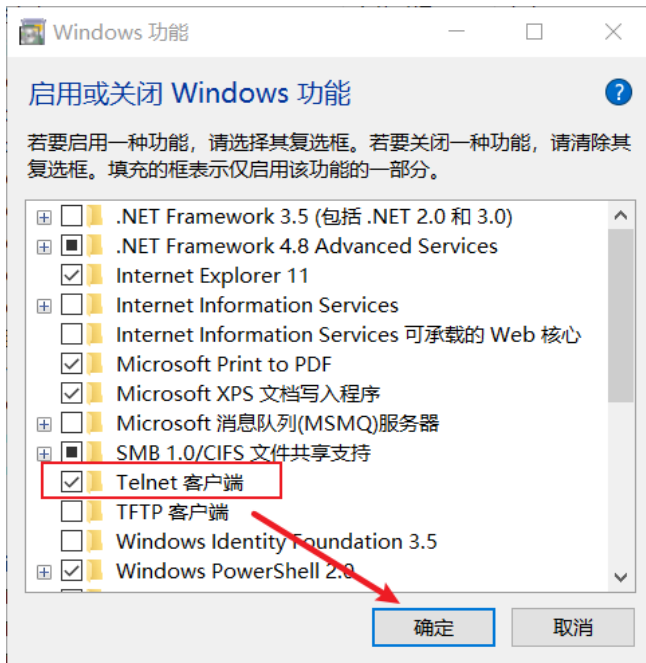 Windows 功能
启用或关闭 Windows 功能
?
若要启用一种功能，请选择其复选框。若要关闭一种功能，请清除其
复选框。填充的框表示仅启用该功能的一部分。
.NET Framework 3.5 (包括 .NET 2.0 和 3.0)
.NET Framework 4.8 Advanced Services
Internet Explorer 11
Internet Information Services
Internet Information Services 可承载的 Web 核心
Microsoft Print to PDF
Microsoft XPS 文档写入程序
Microsoft 消息队列(MSMQ)服务器
SMB 1.0/CIFS 文件共享支持
Telnet 客户端
TFTP 客户端
Windows Identity Foundation 3.5
Windows PowerShell 2.0
确定
取消